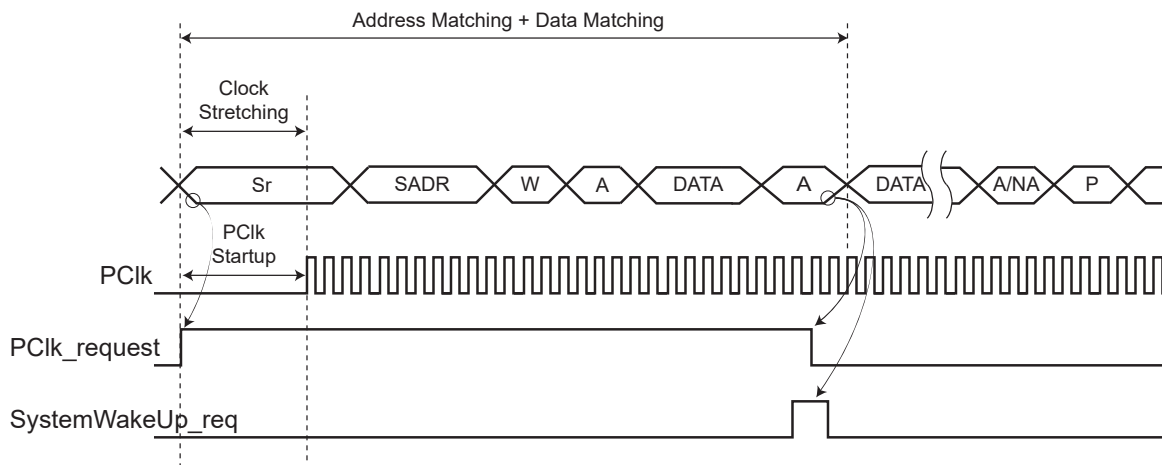 Address Matching + Data Matching
Clock
Stretching
Sr SADR W A DATA A DATA A/NA P
PClk
Startup
PClk
PClk_request
SystemWakeUp_req